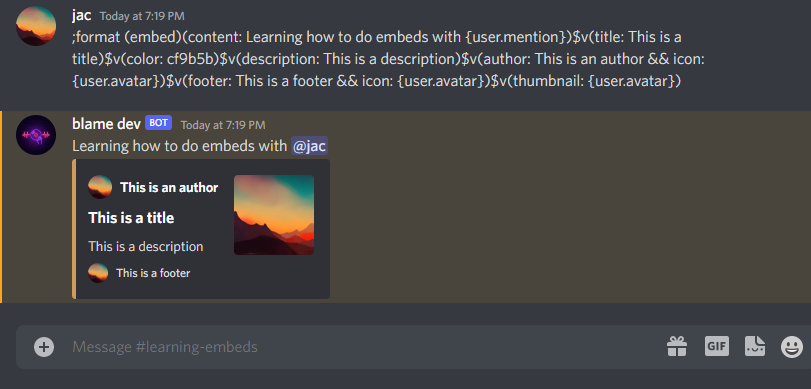 jac Today at 7:19 PM
;format (embed)(content: Learning how to do embeds with {user.mention})$v(title: This is a
title)$v(color: cf9b5b)$v(description: This is a description)$v(author: This is an author && icon:
{user.avatar})$v(footer: This is a footer && icon: {user.avatar})$v(thumbnail: {user.avatar})
blame dev BOT Today at 7:19 PM
Learning how to do embeds with @jac
This is an author
This is a title
This is a description
This is a footer
Message #learning-embeds
GIF